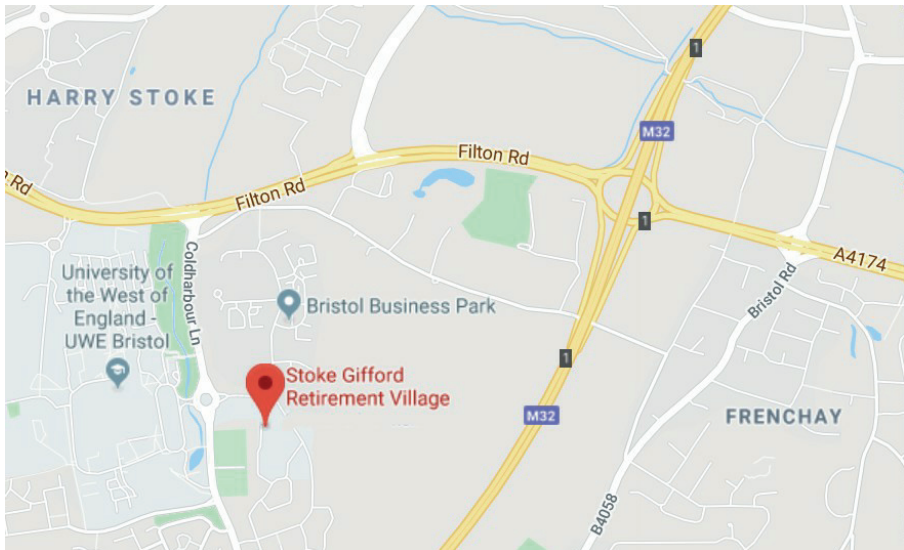 1
HARRY STOKE
M32
Filton Rd
n Rd
Filton Rd
1
A4174
Coldharbour Ln
University of
the West of
England -
UWE Bristol
Bristol Business Park
Bristol Rd
1
Stoke Gifford
Retirement Village
M32
FRENCHAY
B4058